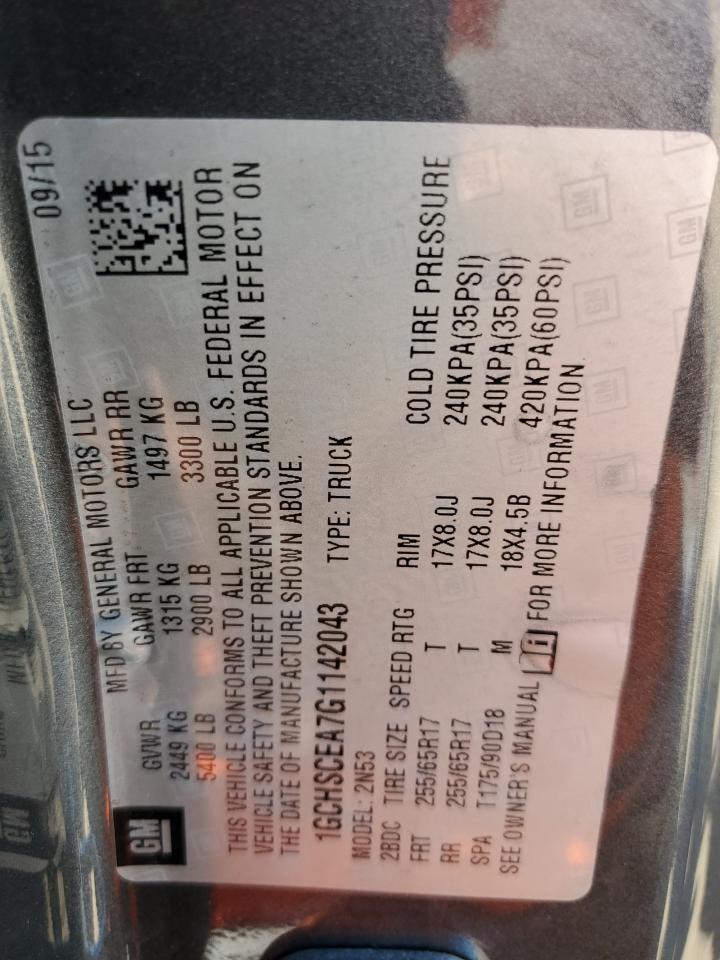 09/15
MFD BY GENERAL MOTORS LLC
GM
GVWR GAWR FRT GAWR RR
2449 KG 1315 KG 1497 KG
5400 LB 2900 LB 3300 LB
THIS VEHICLE CONFORMS TO ALL APPLICABLE U.S. FEDERAL MOTOR
VEHICLE SAFETY AND THEFT PREVENTION STANDARDS IN EFFECT ON
THE DATE OF MANUFACTURE SHOWN ABOVE.
1GCHSCEA7G1142043 TYPE: TRUCK
MODEL: 2N53
2BDC TIRE SIZE SPEED RTG RIM COLD TIRE PRESSURE
FRT 255/65R17 T 17X8.0J 240KPA(35PSI)
RR 255/65R17 T 17X8.0J 240KPA(35PSI)
SPA T175/90D18 M 18X4.5B 420KPA(60PSI)
SEE OWNER'S MANUAL i FOR MORE INFORMATION.